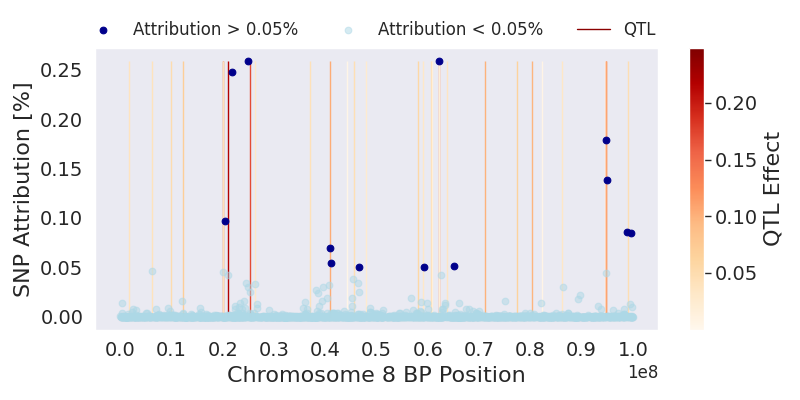 Attribution > 0.05% Attribution < 0.05% QTL
SNP Attribution [%]
0.25
0.20
0.15
0.10
0.05
0.00
0.0 0.1 0.2 0.3 0.4 0.5 0.6 0.7 0.8 0.9 1.0
1e8
Chromosome 8 BP Position
0.20
0.15
0.10
0.05
QTL Effect